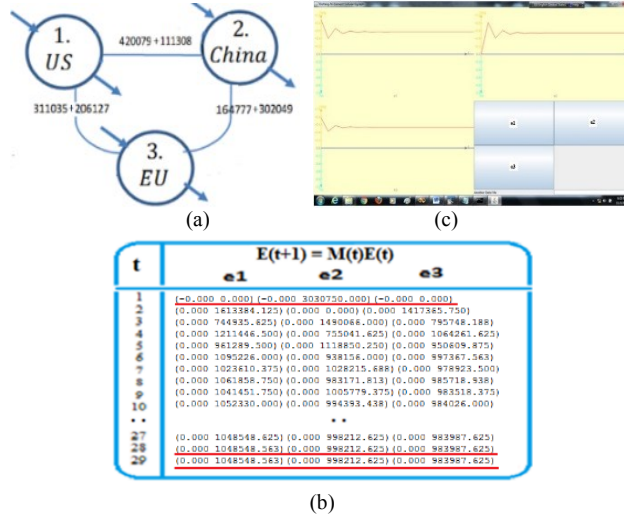 1.
US
420079+111308
2.
China
311035+206127
164777+302049
3.
EU
(a)
e1
e2
e3
(c)
t
E(t+1) = M(t)E(t)
e1 e2 e3
1 (-0.000 0.000)(-0.000 3030750.000)(-0.000 0.000)
2 (0.000 1613384.125)(0.000 0.000)(0.000 1417365.750)
3 (0.000 744935.625)(0.000 1490066.000)(0.000 795748.188)
4 (0.000 1211446.500)(0.000 755041.625)(0.000 1064261.625)
5 (0.000 961289.500)(0.000 1118850.250)(0.000 950609.875)
6 (0.000 1095226.000)(0.000 938156.000)(0.000 997367.563)
7 (0.000 1023610.375)(0.000 1028215.688)(0.000 978923.500)
8 (0.000 1061858.750)(0.000 983171.813)(0.000 985718.938)
9 (0.000 1041451.750)(0.000 1005779.375)(0.000 983518.375)
10 (0.000 1052330.000)(0.000 994393.438)(0.000 984026.000)
.. ..
27 (0.000 1048548.625)(0.000 998212.625)(0.000 983987.625)
28 (0.000 1048548.563)(0.000 998212.625)(0.000 983987.625)
29 (0.000 1048548.563)(0.000 998212.625)(0.000 983987.625)
(b)